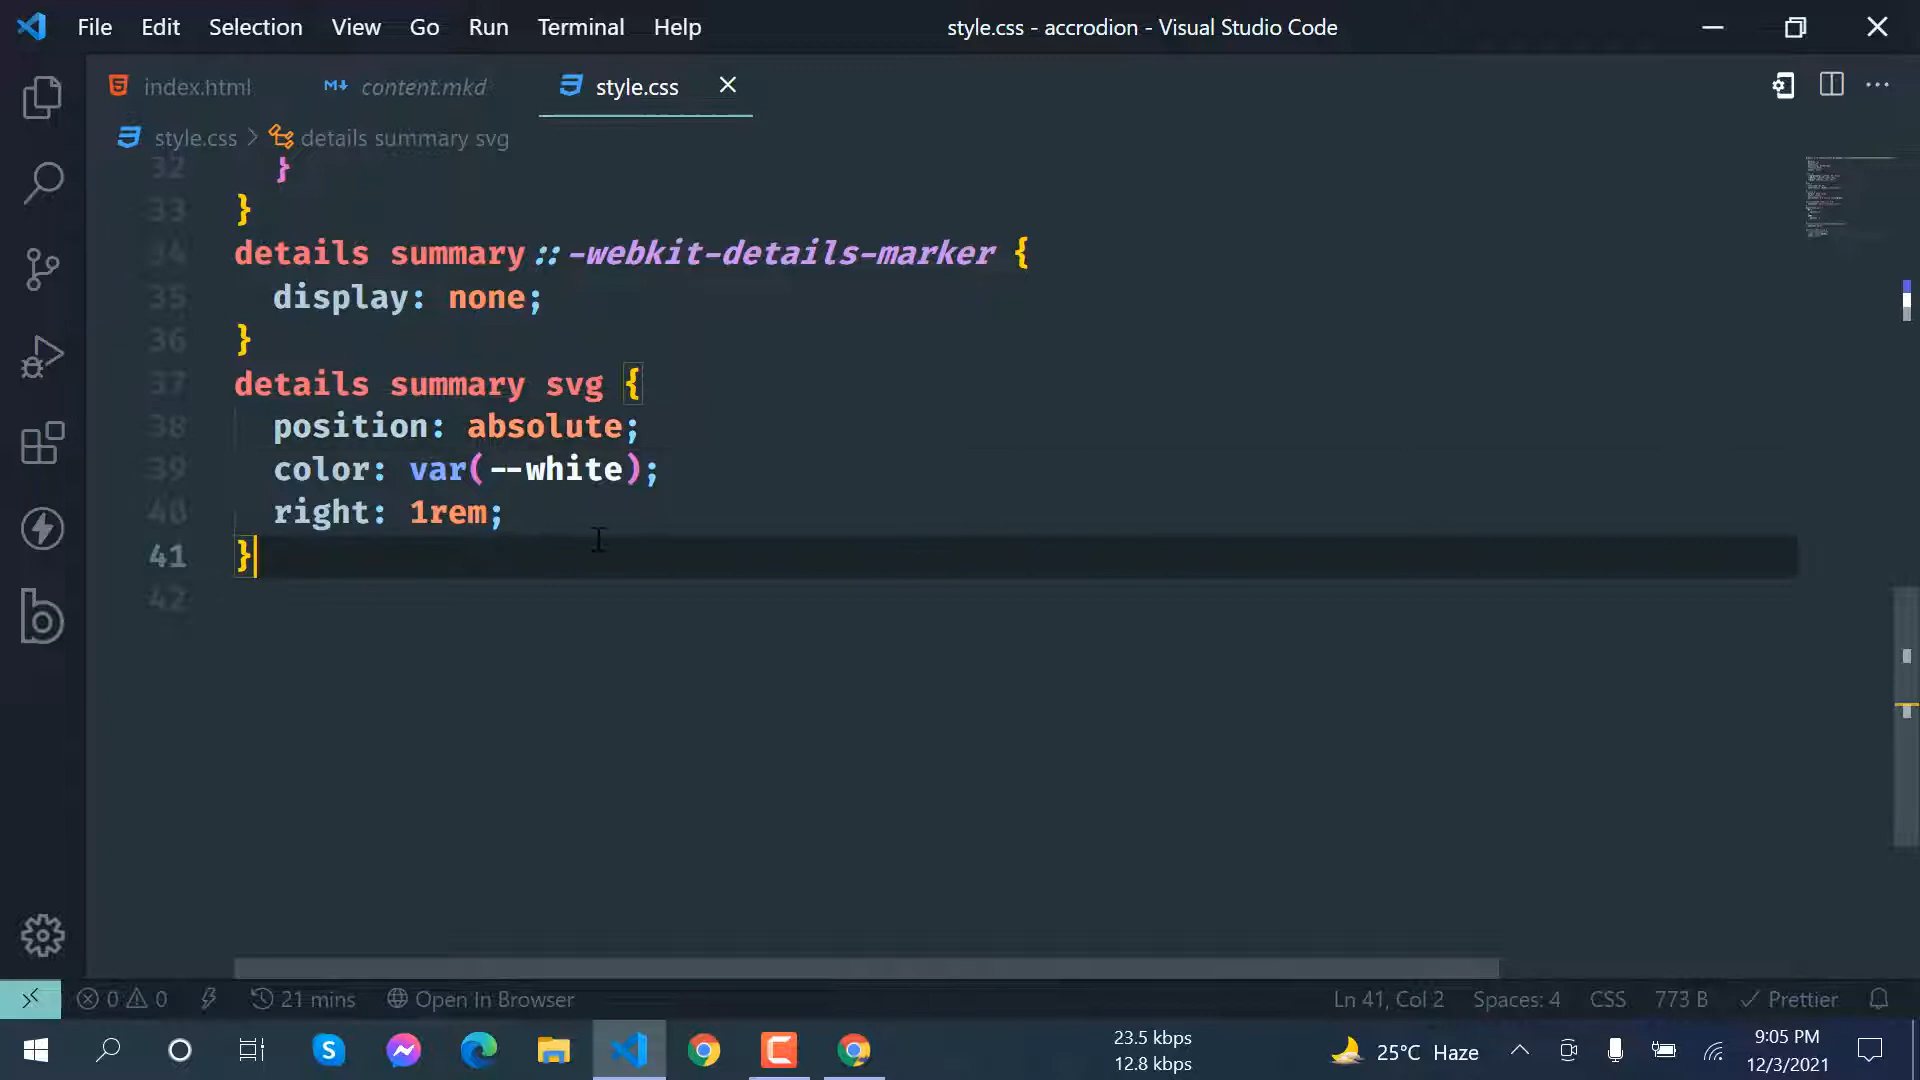 File Edit Selection View Go Run Terminal Help style.css - accrodion - Visual Studio Code
index.html content.mkd style.css
style.css > details summary svg
32 }
33 }
34 details summary::-webkit-details-marker {
35 display: none;
36 }
37 details summary svg {
38 position: absolute;
39 color: var(--white);
40 right: 1rem;
41 }
42
0 0 21 mins Open In Browser Ln 41, Col 2 Spaces: 4 CSS 773 B Prettier
23.5 kbps
12.8 kbps
25°C Haze
9:05 PM
12/3/2021